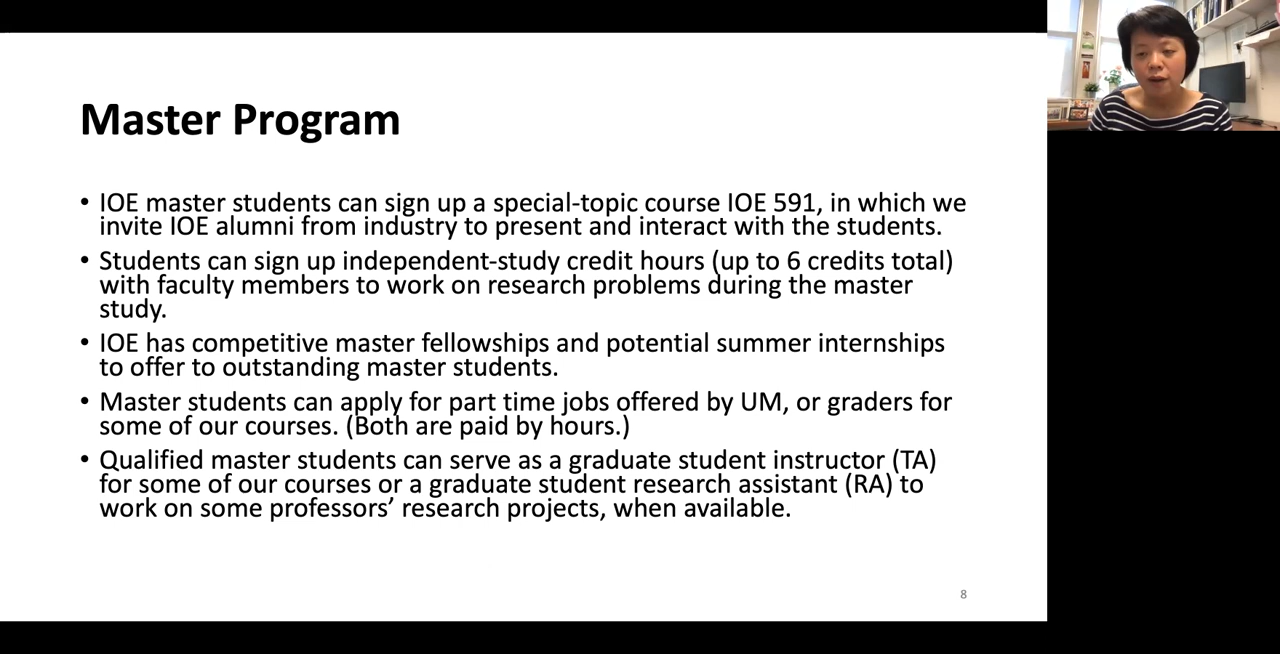 Master Program
• IOE master students can sign up a special-topic course IOE 591, in which we
invite IOE alumni from industry to present and interact with the students.
• Students can sign up independent-study credit hours (up to 6 credits total)
with faculty members to work on research problems during the master
study.
• IOE has competitive master fellowships and potential summer internships
to offer to outstanding master students.
• Master students can apply for part time jobs offered by UM, or graders for
some of our courses. (Both are paid by hours.)
• Qualified master students can serve as a graduate student instructor (TA)
for some of our courses or a graduate student research assistant (RA) to
work on some professors’ research projects, when available.
8